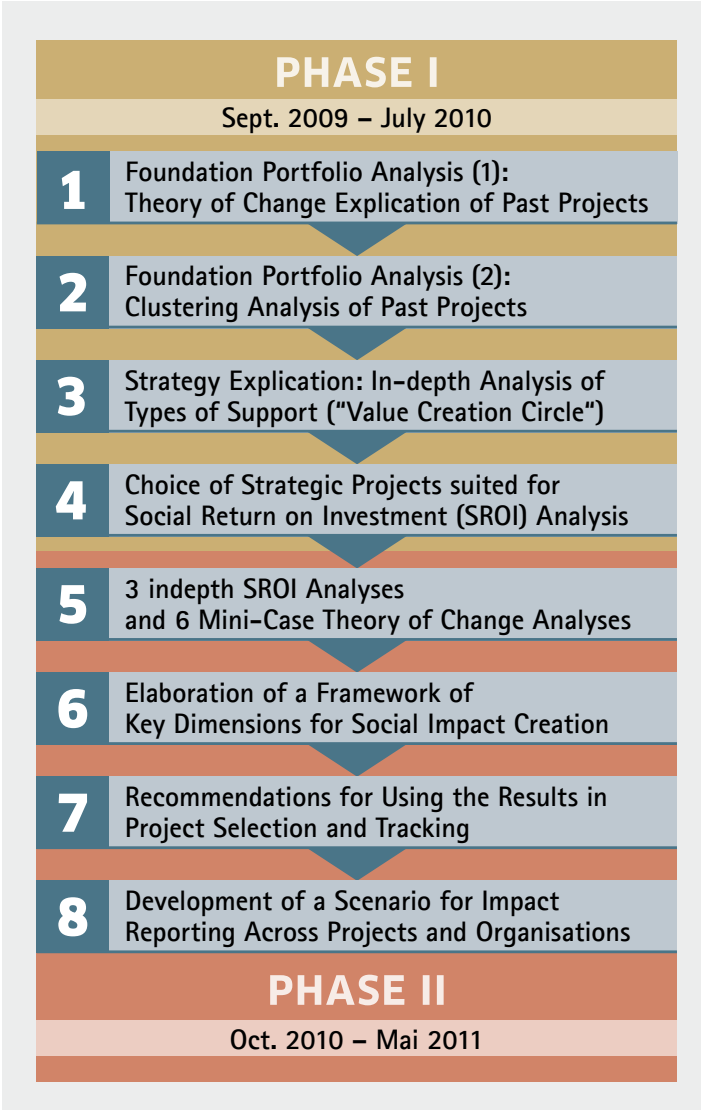 PHASE I
Sept. 2009 – July 2010
1
Foundation Portfolio Analysis (1):
Theory of Change Explication of Past Projects
2
Foundation Portfolio Analysis (2):
Clustering Analysis of Past Projects
3
Strategy Explication: In-depth Analysis of
Types of Support (“Value Creation Circle”)
4
Choice of Strategic Projects suited for
Social Return on Investment (SROI) Analysis
5
3 indepth SROI Analyses
and 6 Mini-Case Theory of Change Analyses
6
Elaboration of a Framework of
Key Dimensions for Social Impact Creation
7
Recommendations for Using the Results in
Project Selection and Tracking
8
Development of a Scenario for Impact
Reporting Across Projects and Organisations
PHASE II
Oct. 2010 – Mai 2011